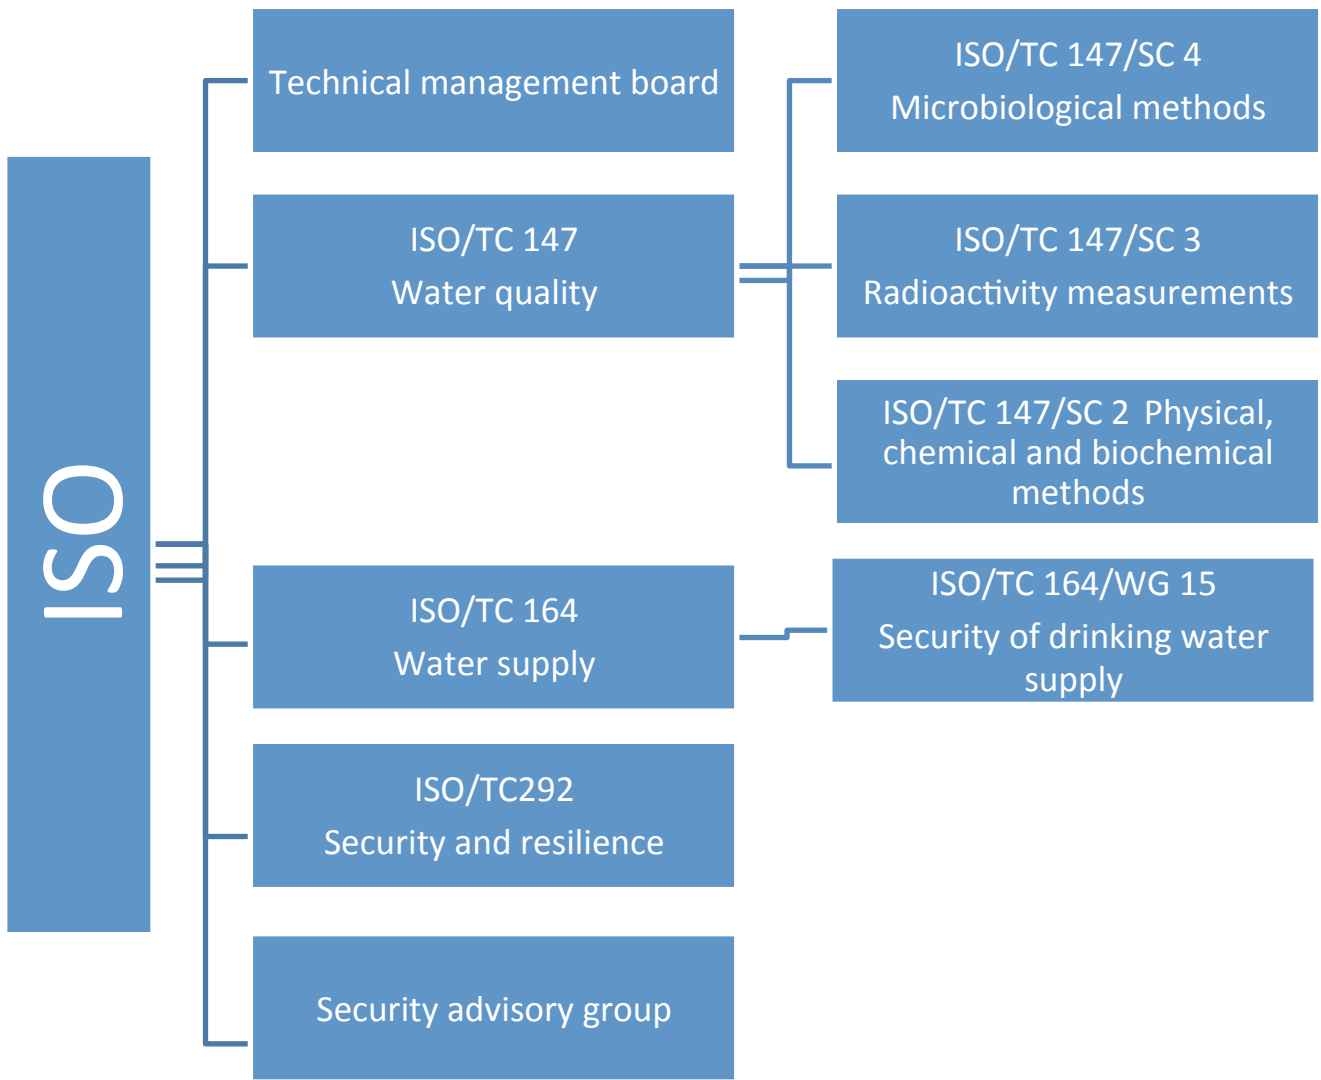 ISO
Technical management board
ISO/TC 147
Water quality
ISO/TC 147/SC 4
Microbiological methods
ISO/TC 147/SC 3
Radioactivity measurements
ISO/TC 147/SC 2 Physical,
chemical and biochemical
methods
ISO/TC 164
Water supply
ISO/TC 164/WG 15
Security of drinking water
supply
ISO/TC292
Security and resilience
Security advisory group